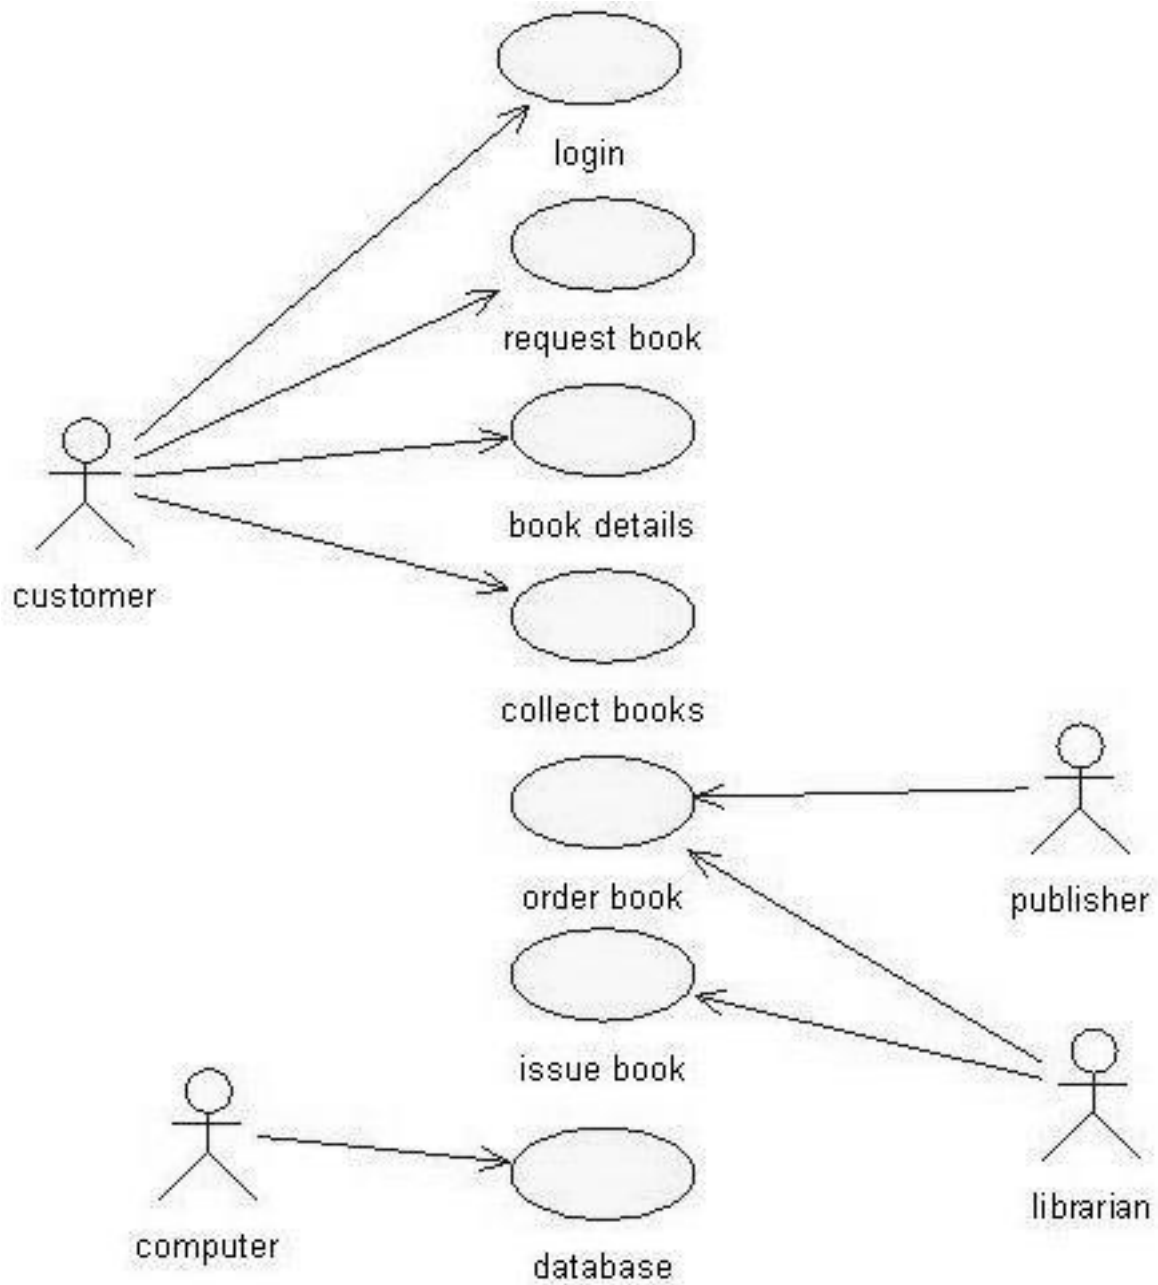 login
request book
book details
customer
collect books
order book
publisher
issue book
librarian
computer
database